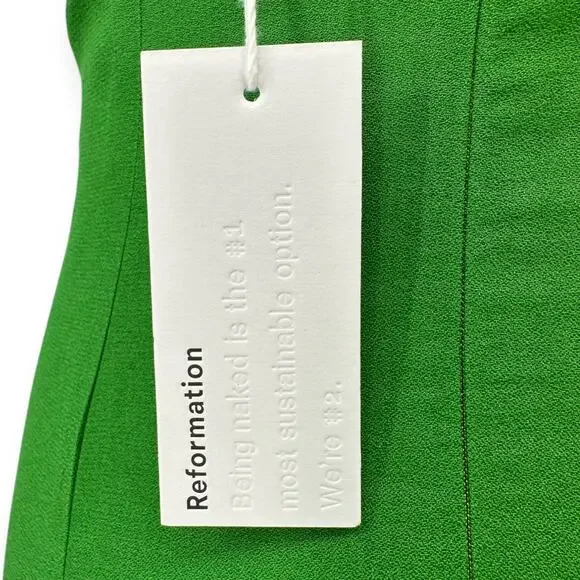 Reformation
Being naked is the #1
most sustainable option.
We're #2.